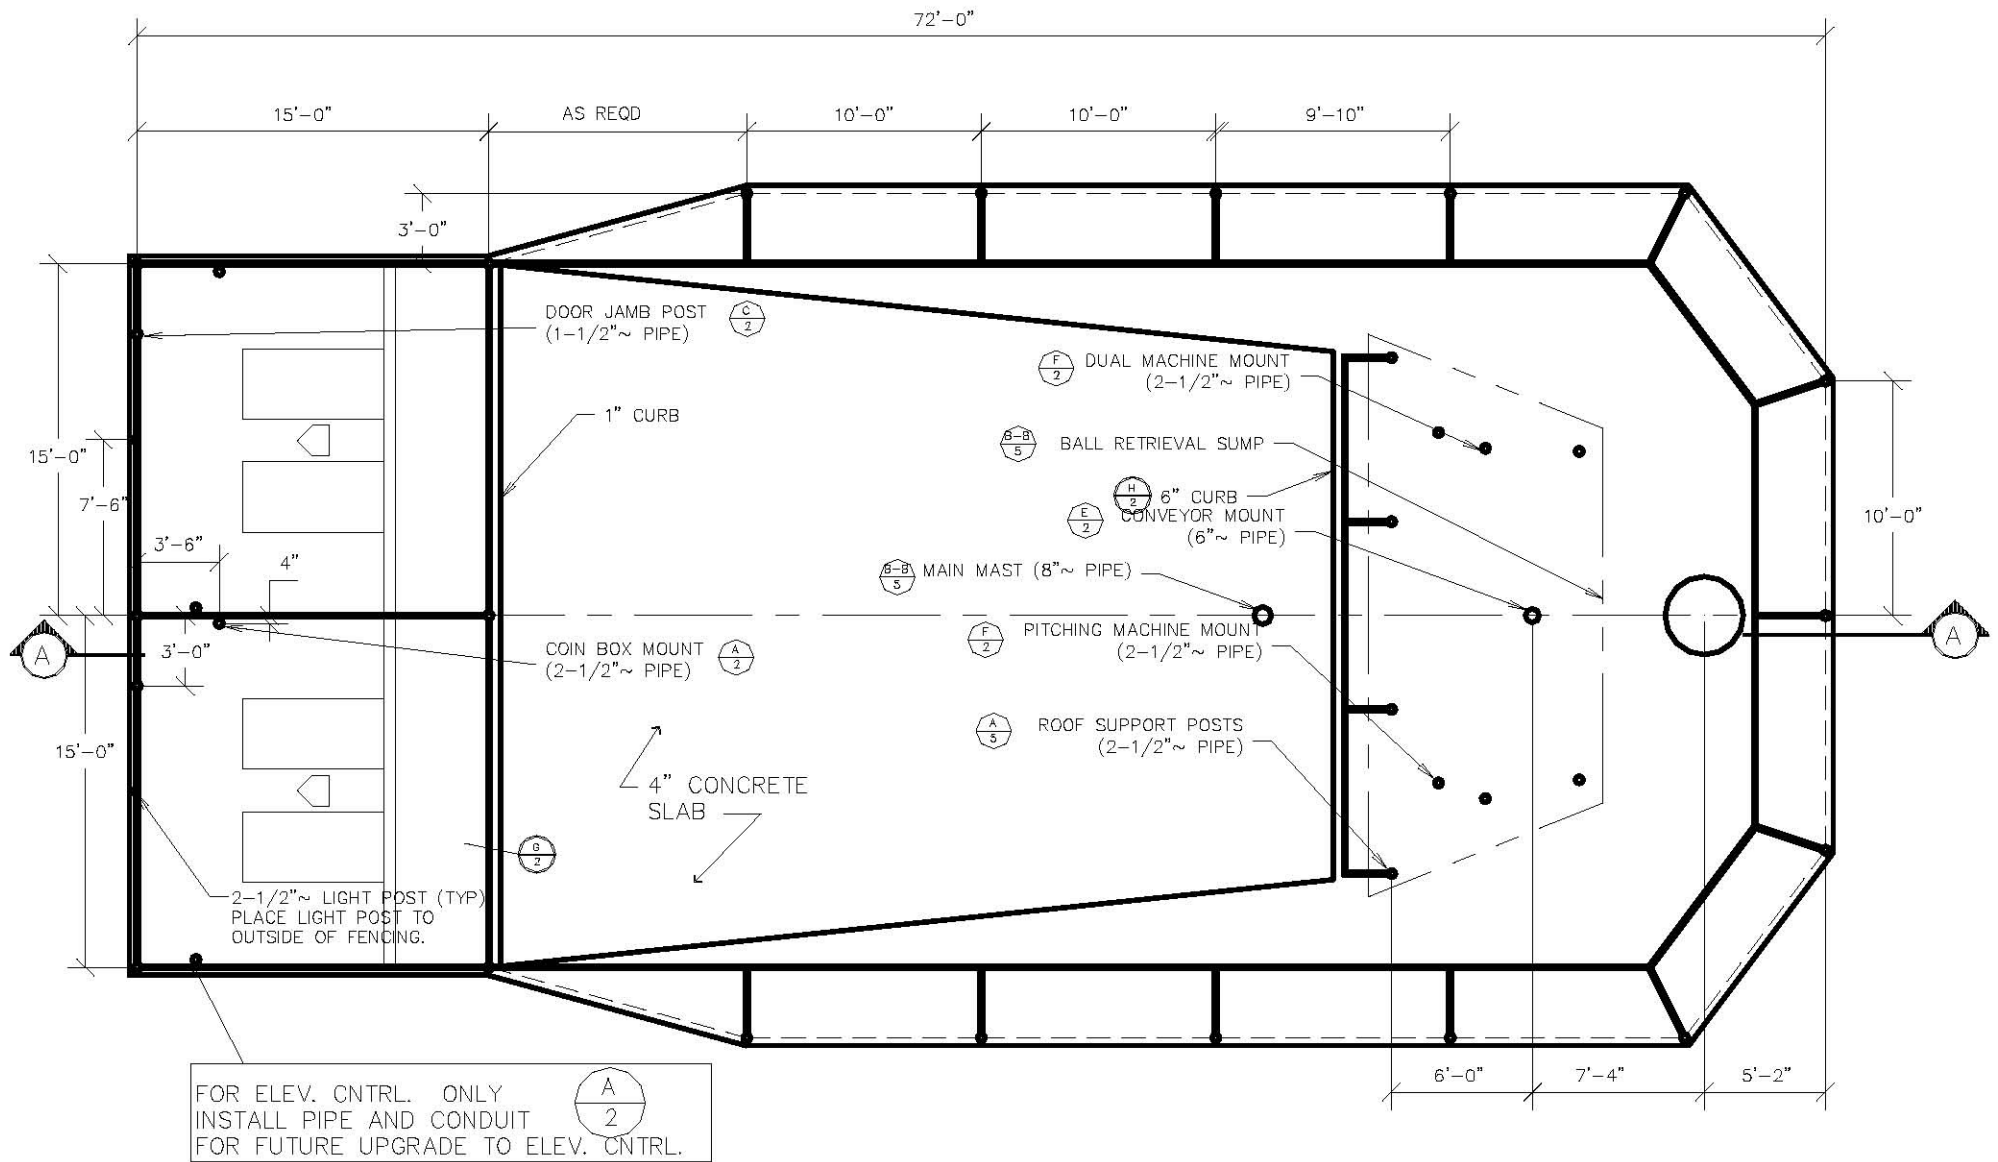 72'-0"
15'-0"
AS REQD
10'-0"
10'-0"
9'-10"
3'-0"
DOOR JAMB POST
(1-1/2"~ PIPE)
C
2
F
2
DUAL MACHINE MOUNT
(2-1/2"~ PIPE)
1" CURB
B-B
5
BALL RETRIEVAL SUMP
15'-0"
7'-6"
H
2
6" CURB
E
2
CONVEYOR MOUNT
(6"~ PIPE)
10'-0"
3'-6"
4"
B-B
5
MAIN MAST (8"~ PIPE)
A
3'-0"
COIN BOX MOUNT
(2-1/2"~ PIPE)
A
2
F
2
PITCHING MACHINE MOUNT
(2-1/2"~ PIPE)
A
15'-0"
A
5
ROOF SUPPORT POSTS
(2-1/2"~ PIPE)
4" CONCRETE
SLAB
G
2
2-1/2"~ LIGHT POST (TYP)
PLACE LIGHT POST TO
OUTSIDE OF FENCING.
6'-0"
7'-4"
5'-2"
FOR ELEV. CNTRL. ONLY
INSTALL PIPE AND CONDUIT
FOR FUTURE UPGRADE TO ELEV. CNTRL.
A
2